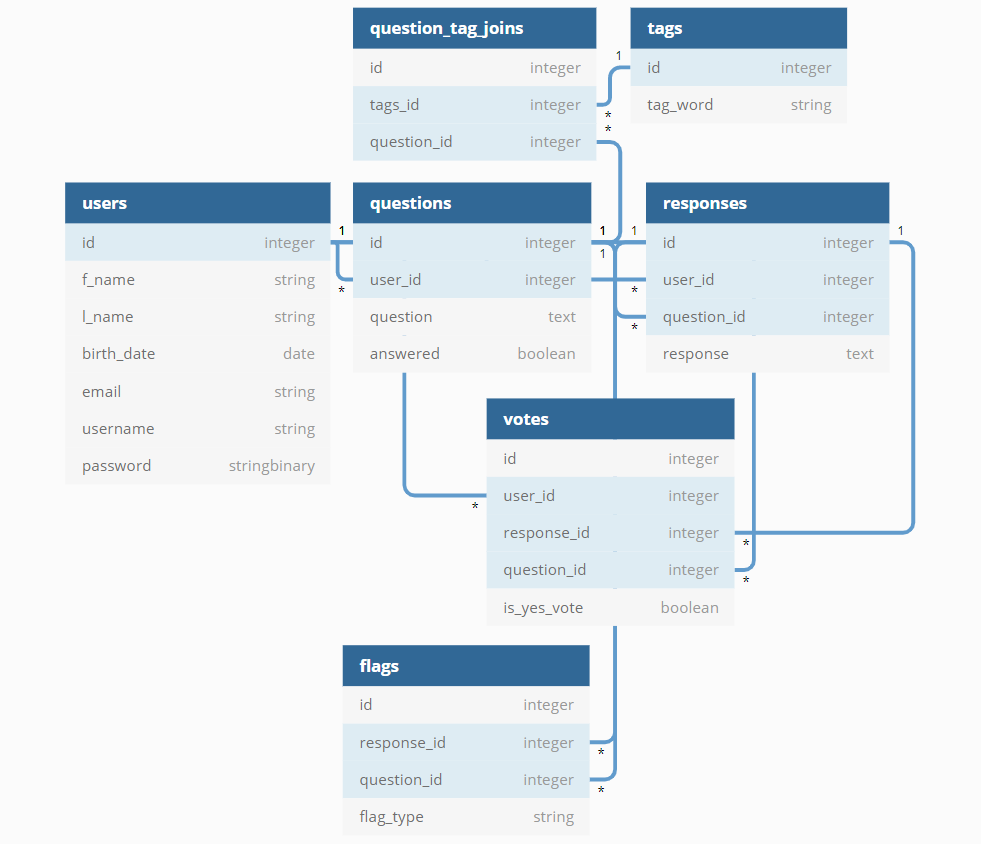 question_tag_joins
id integer
tags_id integer
question_id integer
tags
id integer
tag_word string
1
*
*
users
id integer
f_name string
l_name string
birth_date date
email string
username string
password stringbinary
1
*
questions
id integer
user_id integer
question text
answered boolean
1
1
1
*
*
responses
id integer
user_id integer
question_id integer
response text
1
votes
id integer
user_id integer
response_id integer
question_id integer
is_yes_vote boolean
*
*
*
flags
id integer
response_id integer
question_id integer
flag_type string
*
*